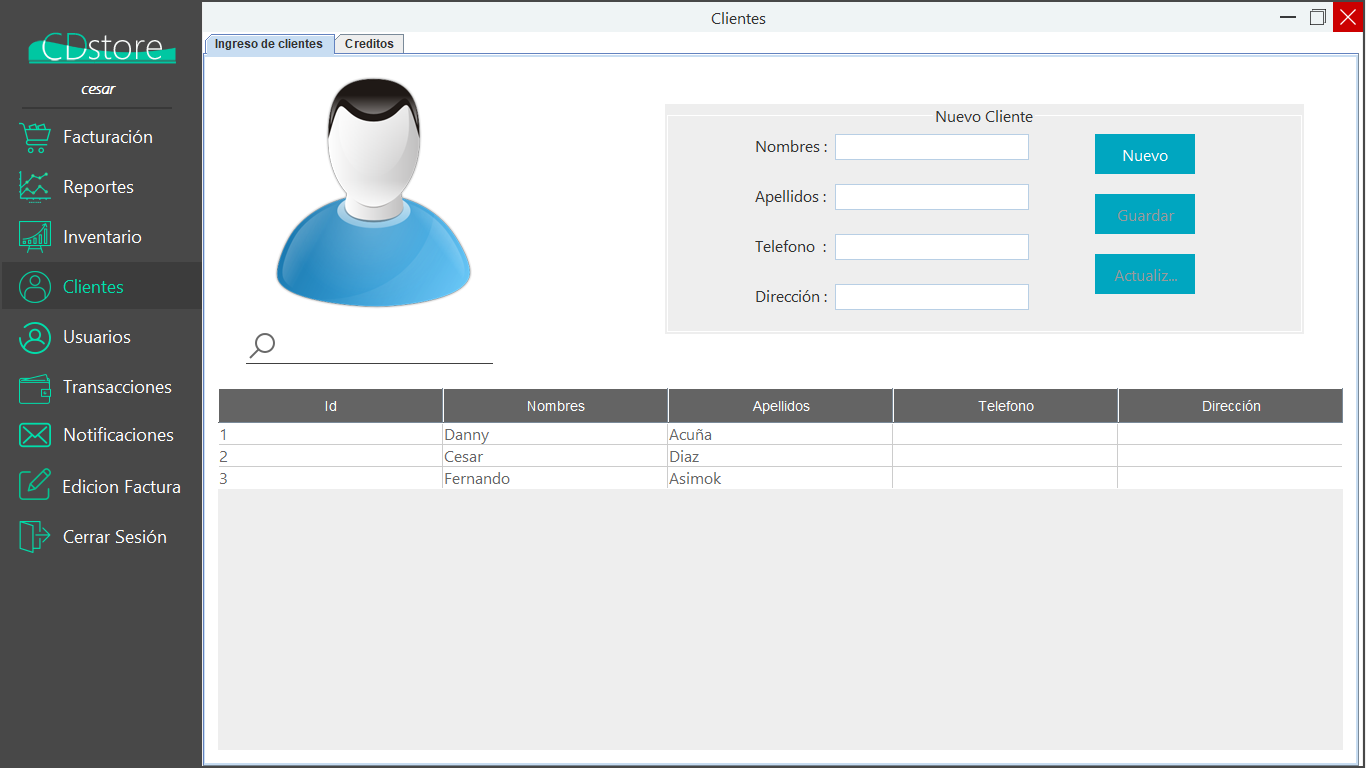 Clientes
CDstore
cesar
Facturación
Reportes
Inventario
Clientes
Usuarios
Transacciones
Notificaciones
Edicion Factura
Cerrar Sesión
Ingreso de clientes Creditos
Nuevo Cliente
Nombres :
Apellidos :
Telefono :
Dirección :
Nuevo
Guardar
Actualiz...
Id Nombres Apellidos Telefono Dirección
1 Danny Acuña
2 Cesar Diaz
3 Fernando Asimok